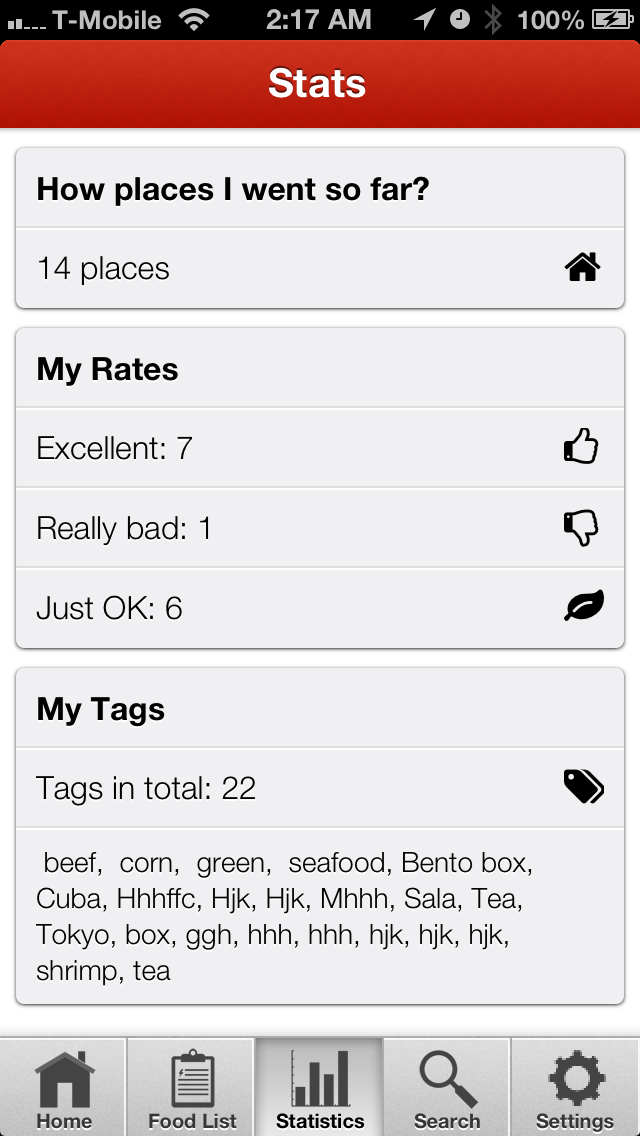 T-Mobile 2:17 AM 100%
Stats
How places I went so far?
14 places
My Rates
Excellent: 7
Really bad: 1
Just OK: 6
My Tags
Tags in total: 22
beef, corn, green, seafood, Bento box,
Cuba, Hhhffc, Hjk, Hjk, Mhhh, Sala, Tea,
Tokyo, box, ggh, hhh, hhh, hjk, hjk, hjk,
shrimp, tea
Home Food List Statistics Search Settings